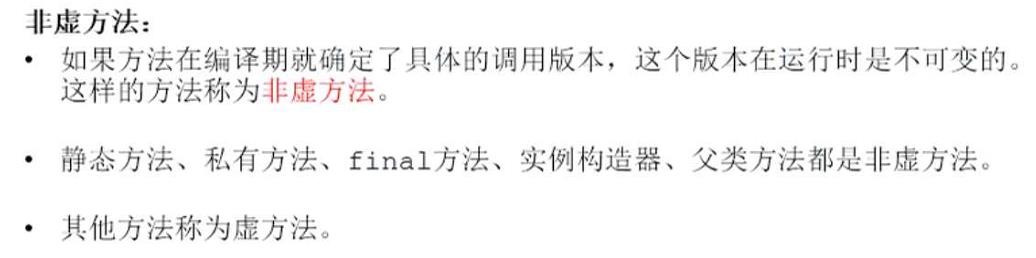 非虚方法：
• 如果方法在编译期就确定了具体的调用版本，这个版本在运行时是不可变的。
这样的方法称为非虚方法。
• 静态方法、私有方法、final方法、实例构造器、父类方法都是非虚方法。
• 其他方法称为虚方法。